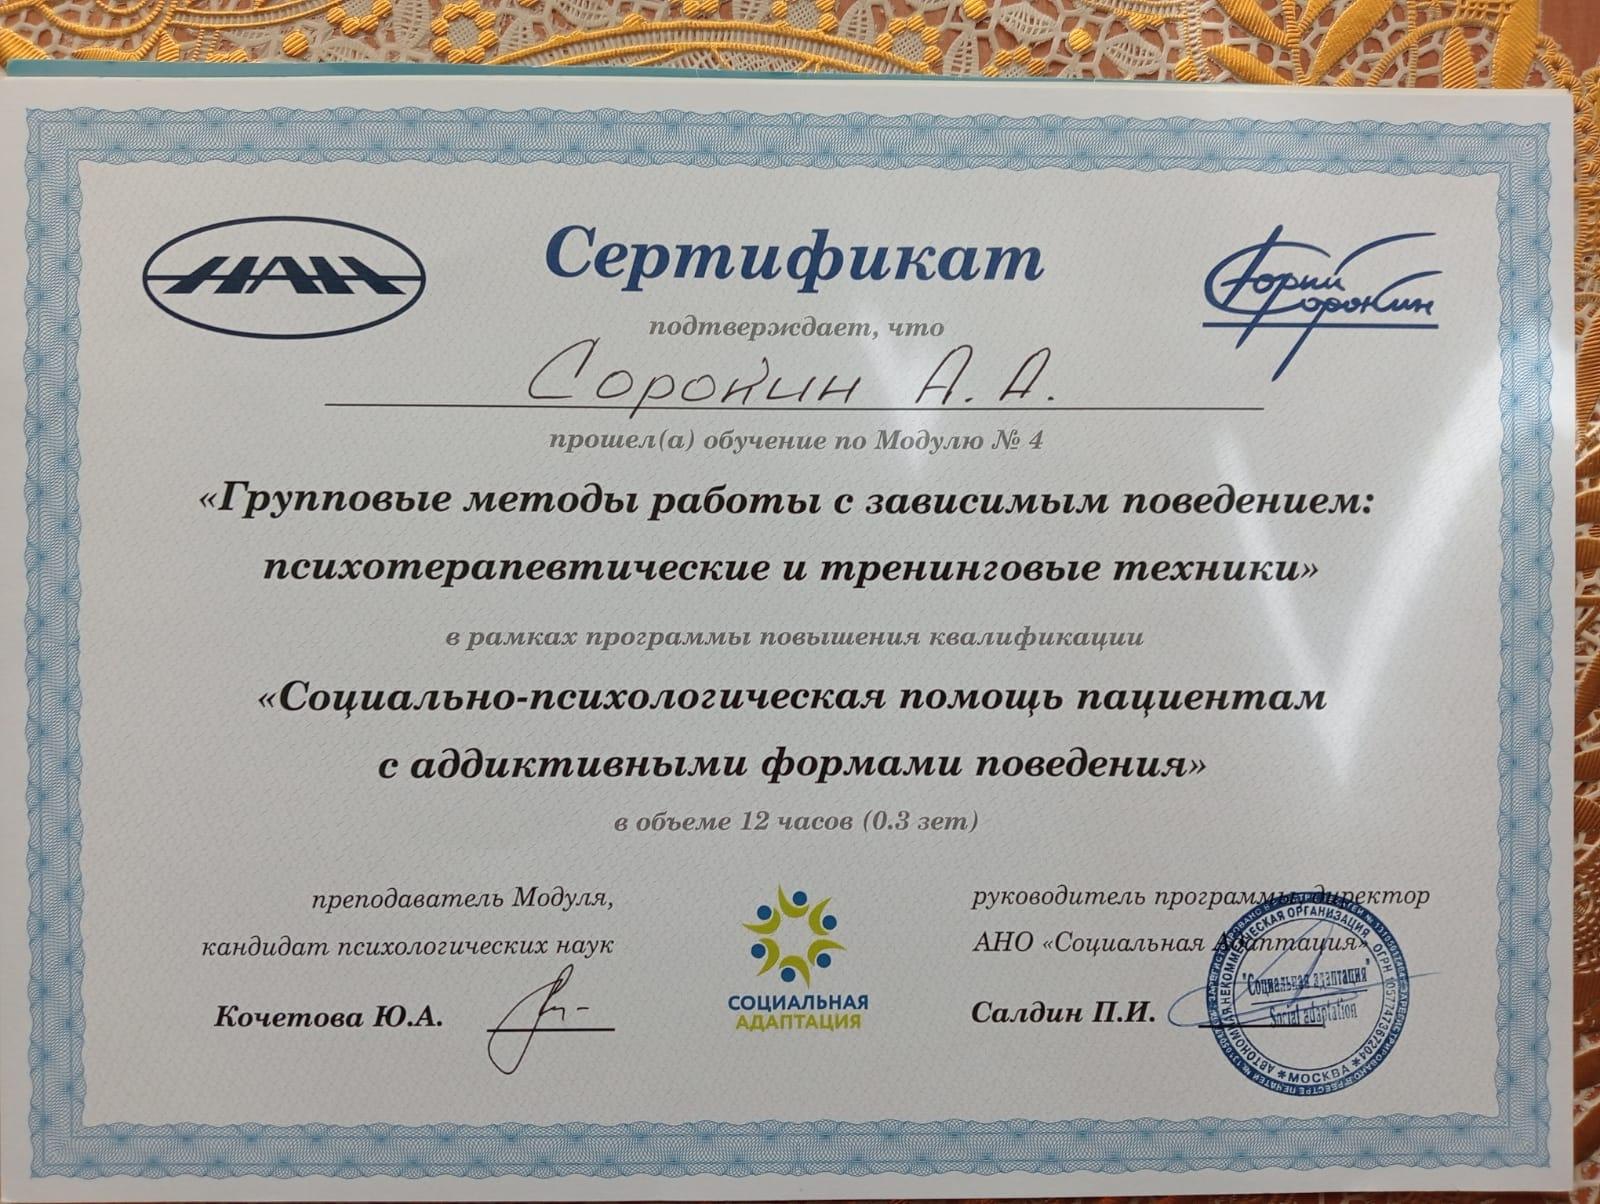 НАН
Сертификат
Юрий
Сорокин
подтверждает, что
Сорокин А. А.
прошел(а) обучение по Модулю № 4
«Групповые методы работы с зависимым поведением:
психотерапевтические и тренинговые техники»
в рамках программы повышения квалификации
«Социально-психологическая помощь пациентам
с аддиктивными формами поведения»
в объеме 12 часов (0.3 зет)
преподаватель Модуля,
кандидат психологических наук
Кочетова Ю.А.
СОЦИАЛЬНАЯ
АДАПТАЦИЯ
руководитель программы, директор
АНО «Социальная Адаптация»
Салдин П.И.
АВТОНОМНАЯ НЕКОММЕРЧЕСКАЯ ОРГАНИЗАЦИЯ
"Социальная адаптация"
Social adaptation
* МОСКВА *